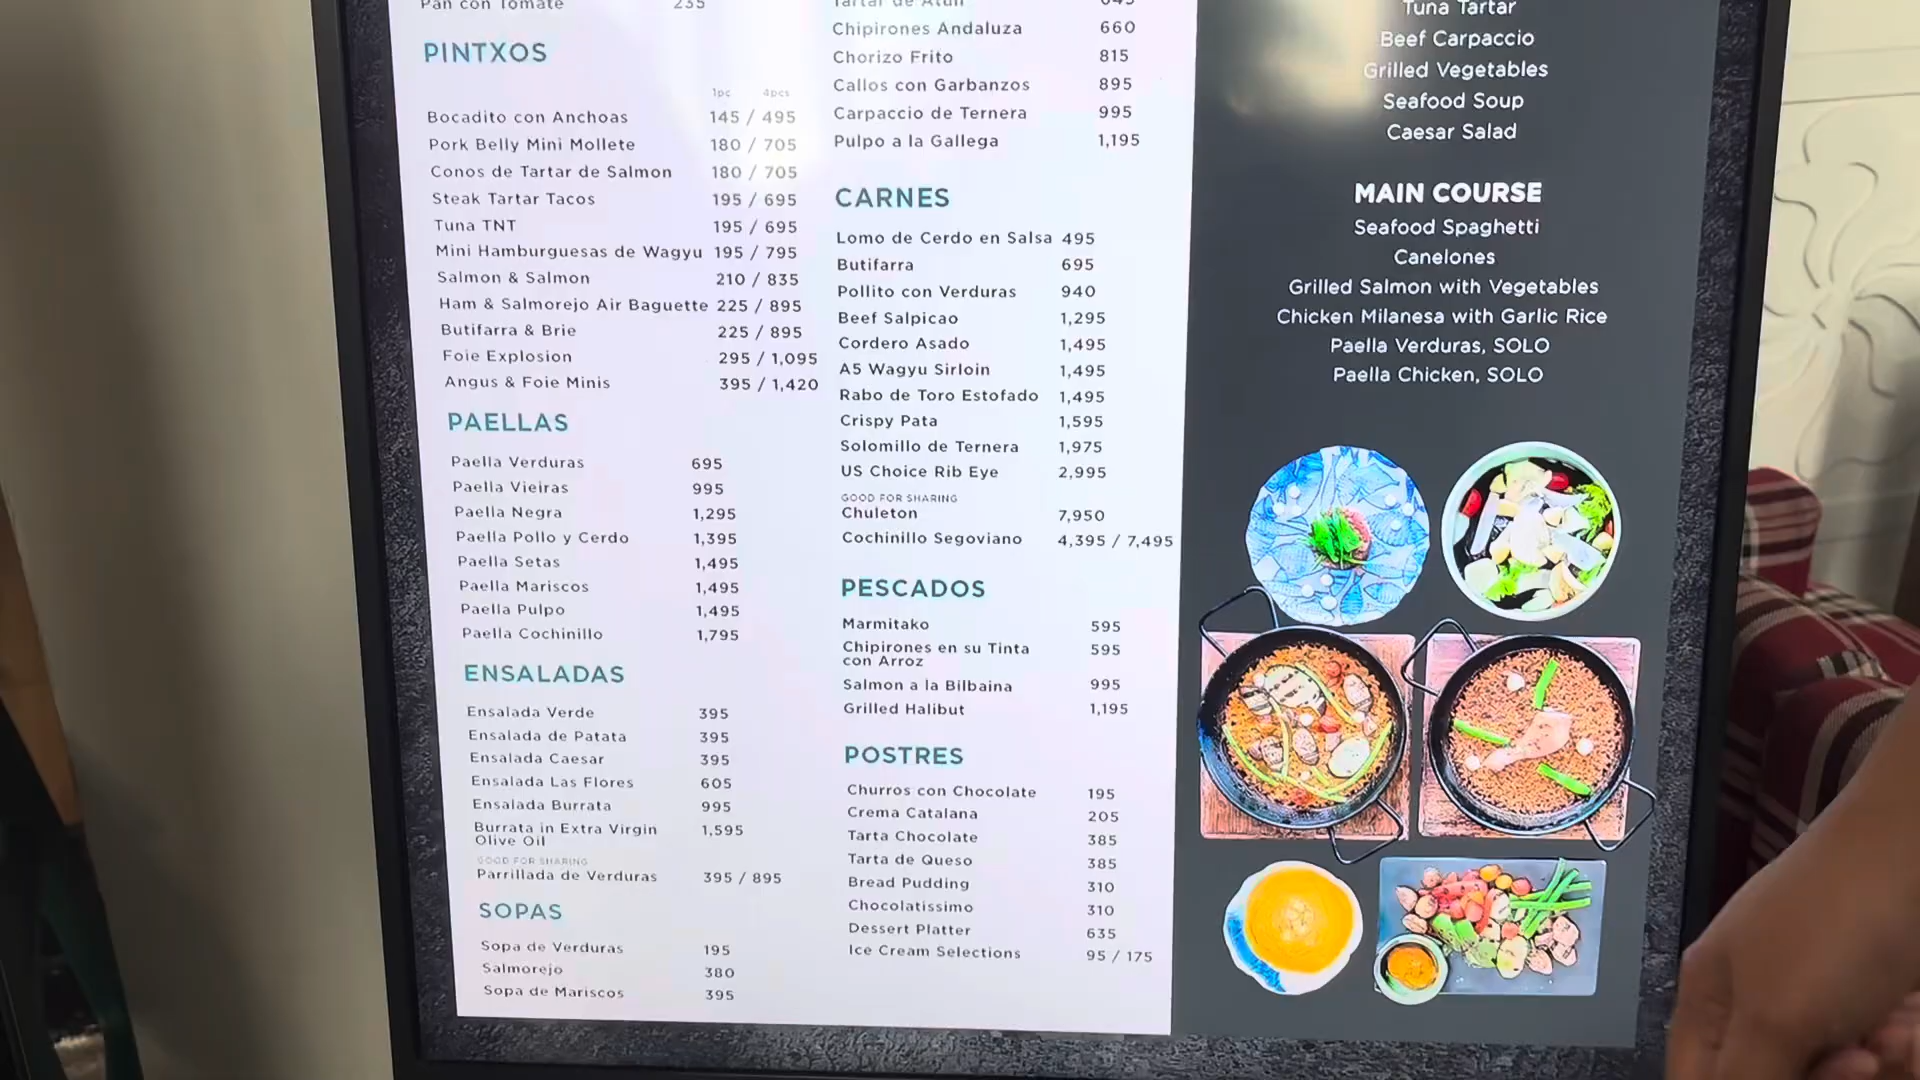 Pan con Tomate 235
PINTXOS
1pc 4pcs
Bocadito con Anchoas 145 / 495
Pork Belly Mini Mollete 180 / 705
Conos de Tartar de Salmon 180 / 705
Steak Tartar Tacos 195 / 695
Tuna TNT 195 / 695
Mini Hamburguesas de Wagyu 195 / 795
Salmon & Salmon 210 / 835
Ham & Salmorejo Air Baguette 225 / 895
Butifarra & Brie 225 / 895
Foie Explosion 295 / 1,095
Angus & Foie Minis 395 / 1,420
PAELLAS
Paella Verduras 695
Paella Vieiras 995
Paella Negra 1,295
Paella Pollo y Cerdo 1,395
Paella Setas 1,495
Paella Mariscos 1,495
Paella Pulpo 1,495
Paella Cochinillo 1,795
ENSALADAS
Ensalada Verde 395
Ensalada de Patata 395
Ensalada Caesar 395
Ensalada Las Flores 605
Ensalada Burrata 995
Burrata in Extra Virgin 1,595
Olive Oil
GOOD FOR SHARING
Parrillada de Verduras 395 / 895
SOPAS
Sopa de Verduras 195
Salmorejo 380
Sopa de Mariscos 395
Tartar de Atun 645
Chipirones Andaluza 660
Chorizo Frito 815
Callos con Garbanzos 895
Carpaccio de Ternera 995
Pulpo a la Gallega 1,195
CARNES
Lomo de Cerdo en Salsa 495
Butifarra 695
Pollito con Verduras 940
Beef Salpicao 1,295
Cordero Asado 1,495
A5 Wagyu Sirloin 1,495
Rabo de Toro Estofado 1,495
Crispy Pata 1,595
Solomillo de Ternera 1,975
US Choice Rib Eye 2,995
GOOD FOR SHARING
Chuleton 7,950
Cochinillo Segoviano 4,395 / 7,495
PESCADOS
Marmitako 595
Chipirones en su Tinta 595
con Arroz
Salmon a la Bilbaina 995
Grilled Halibut 1,195
POSTRES
Churros con Chocolate 195
Crema Catalana 205
Tarta Chocolate 385
Tarta de Queso 385
Bread Pudding 310
Chocolatissimo 310
Dessert Platter 635
Ice Cream Selections 95 / 175
Tuna Tartar
Beef Carpaccio
Grilled Vegetables
Seafood Soup
Caesar Salad
MAIN COURSE
Seafood Spaghetti
Canelones
Grilled Salmon with Vegetables
Chicken Milanesa with Garlic Rice
Paella Verduras, SOLO
Paella Chicken, SOLO